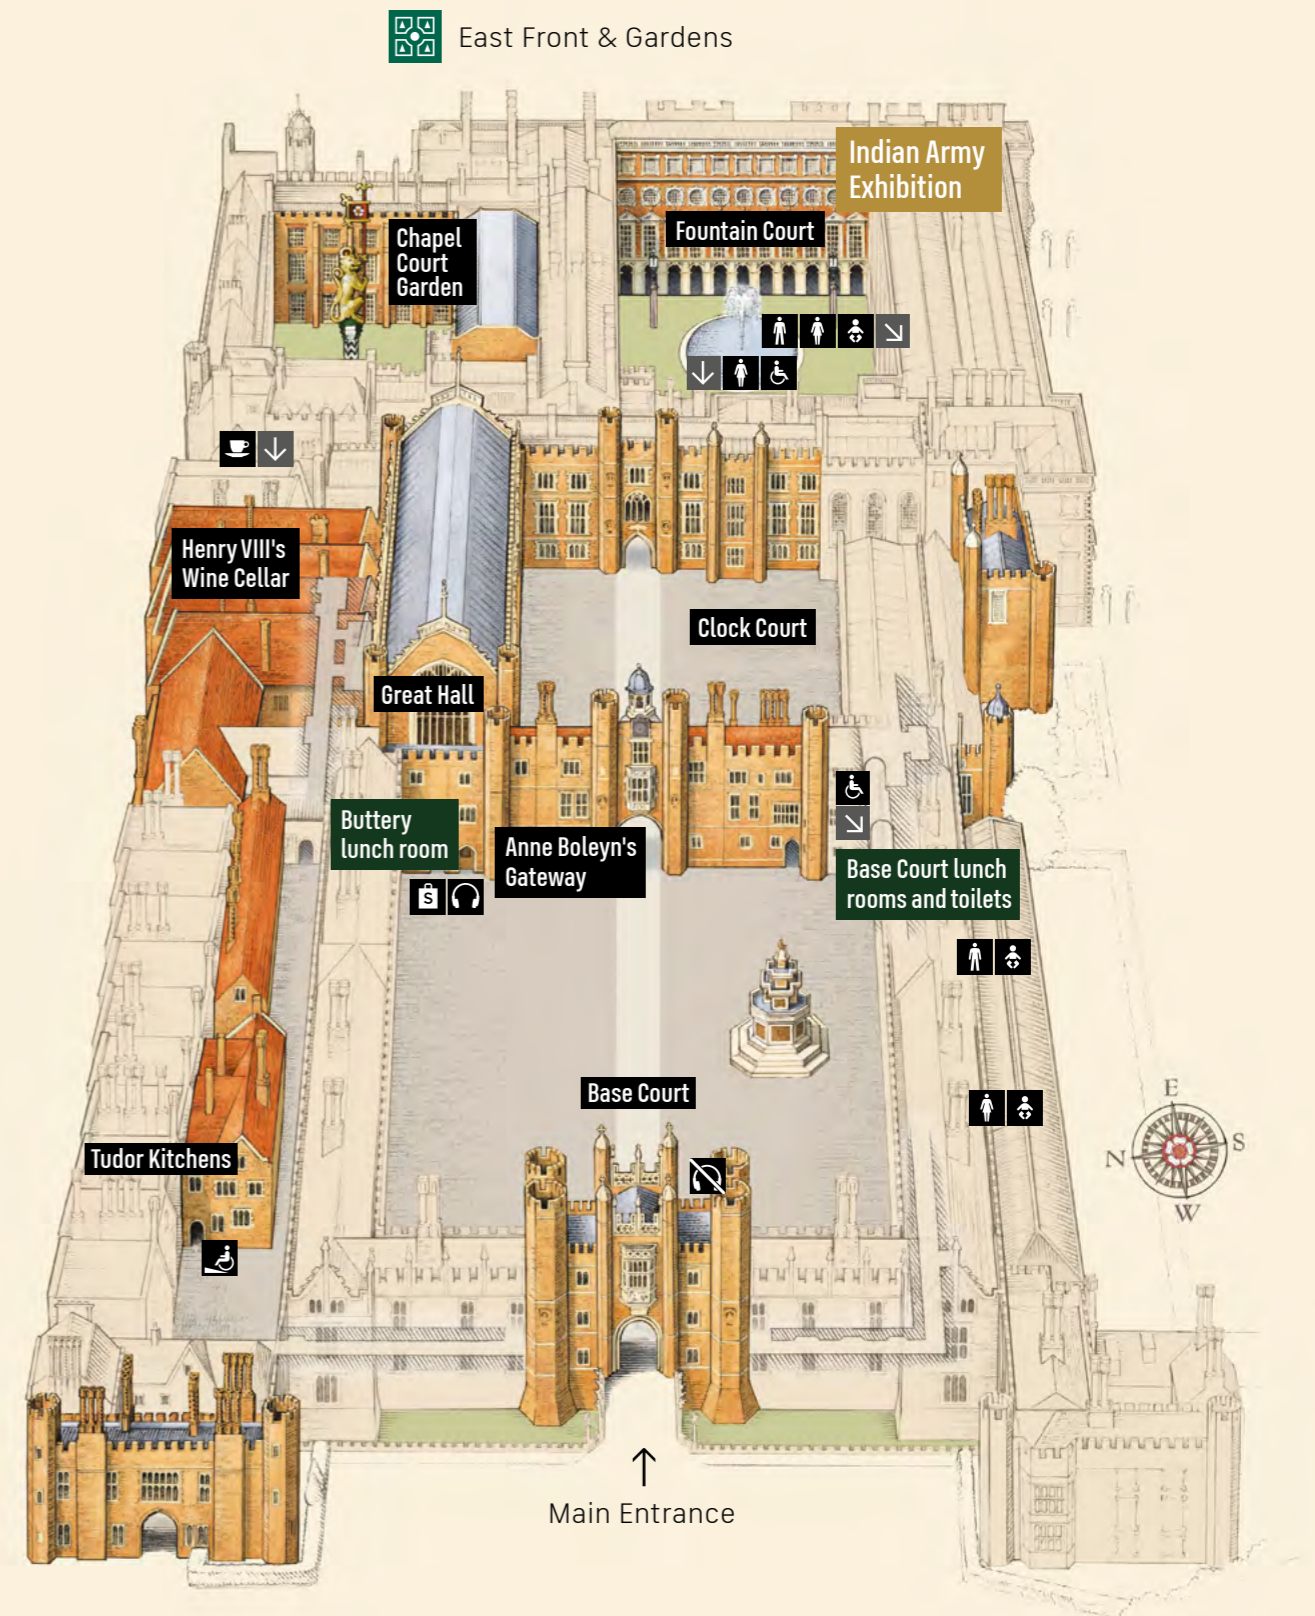 East Front & Gardens
Indian Army
Exhibition
Fountain Court
Chapel
Court
Garden
Henry VIII's
Wine Cellar
Clock Court
Great Hall
Buttery
lunch room
Anne Boleyn's
Gateway
Base Court lunch
rooms and toilets
S
Base Court
E
N
S
W
Tudor Kitchens
Main Entrance